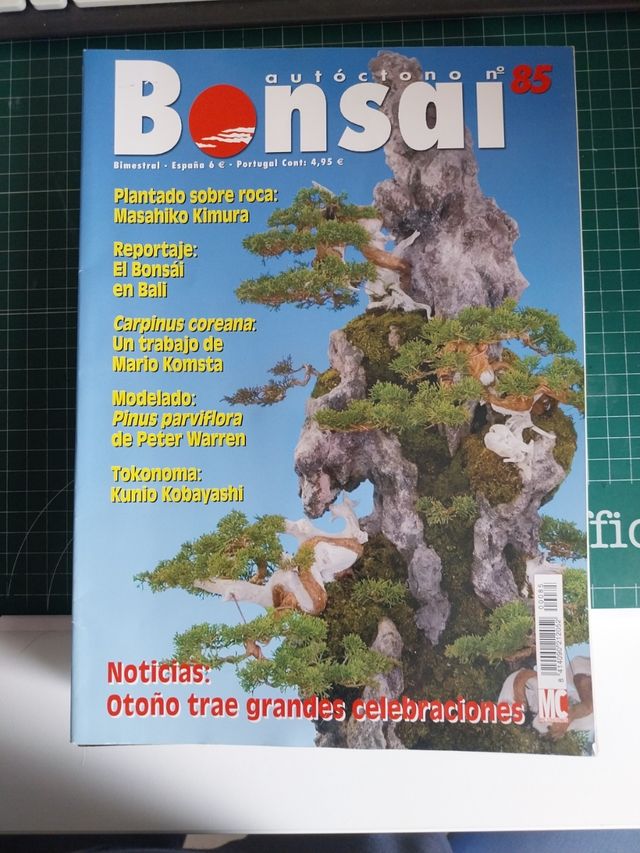 autóctono nº 85
Bonsai
Bimestral - España 6 € - Portugal Cont: 4,95 €
Plantado sobre roca:
Masahiko Kimura
Reportaje:
El Bonsái
en Bali
Carpinus coreana:
Un trabajo de
Mario Komsta
Modelado:
Pinus parviflora
de Peter Warren
Tokonoma:
Kunio Kobayashi
Noticias:
Otoño trae grandes celebraciones
00085
MC
ffic